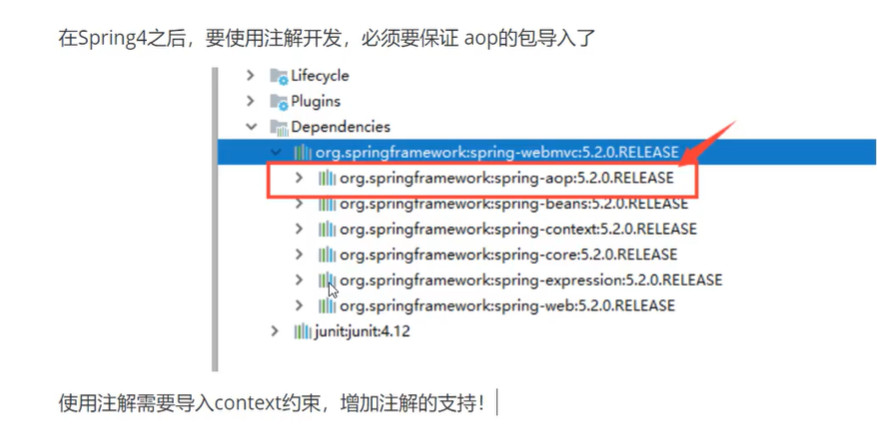 在Spring4之后，要使用注解开发，必须要保证 aop的包导入了
Lifecycle
Plugins
Dependencies
org.springframework:spring-webmvc:5.2.0.RELEASE
org.springframework:spring-aop:5.2.0.RELEASE
org.springframework:spring-beans:5.2.0.RELEASE
org.springframework:spring-context:5.2.0.RELEASE
org.springframework:spring-core:5.2.0.RELEASE
org.springframework:spring-expression:5.2.0.RELEASE
org.springframework:spring-web:5.2.0.RELEASE
junit:junit:4.12
使用注解需要导入context约束，增加注解的支持！